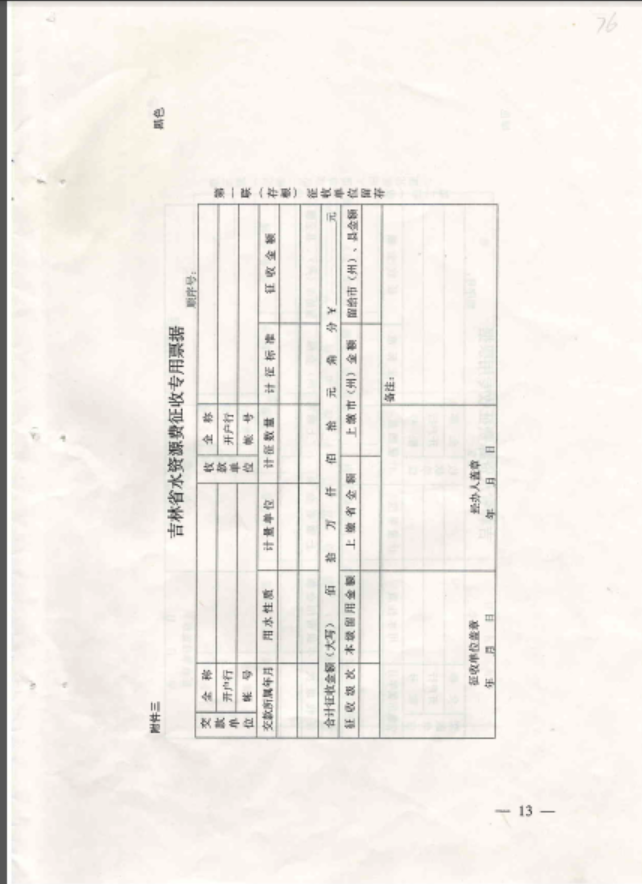 附件三
黑色
吉林省水资源费征收专用票据
顺序号:
交款单位 全称 收款单位 全称
开户行 开户行
帐号 帐号
交款所属年月 用水性质 计量单位 计征数量 计征标准 征收金额
合计征收金额(大写) 佰 拾 万 仟 佰 拾 元 角 分 ¥ 元
征收级次 本级留用金额 上缴省金额 上缴市(州)金额 留给市(州)、县金额
征收单位盖章 经办人盖章 备注:
年 月 日 年 月 日
第一联(存根)征收单位留存
— 13 —